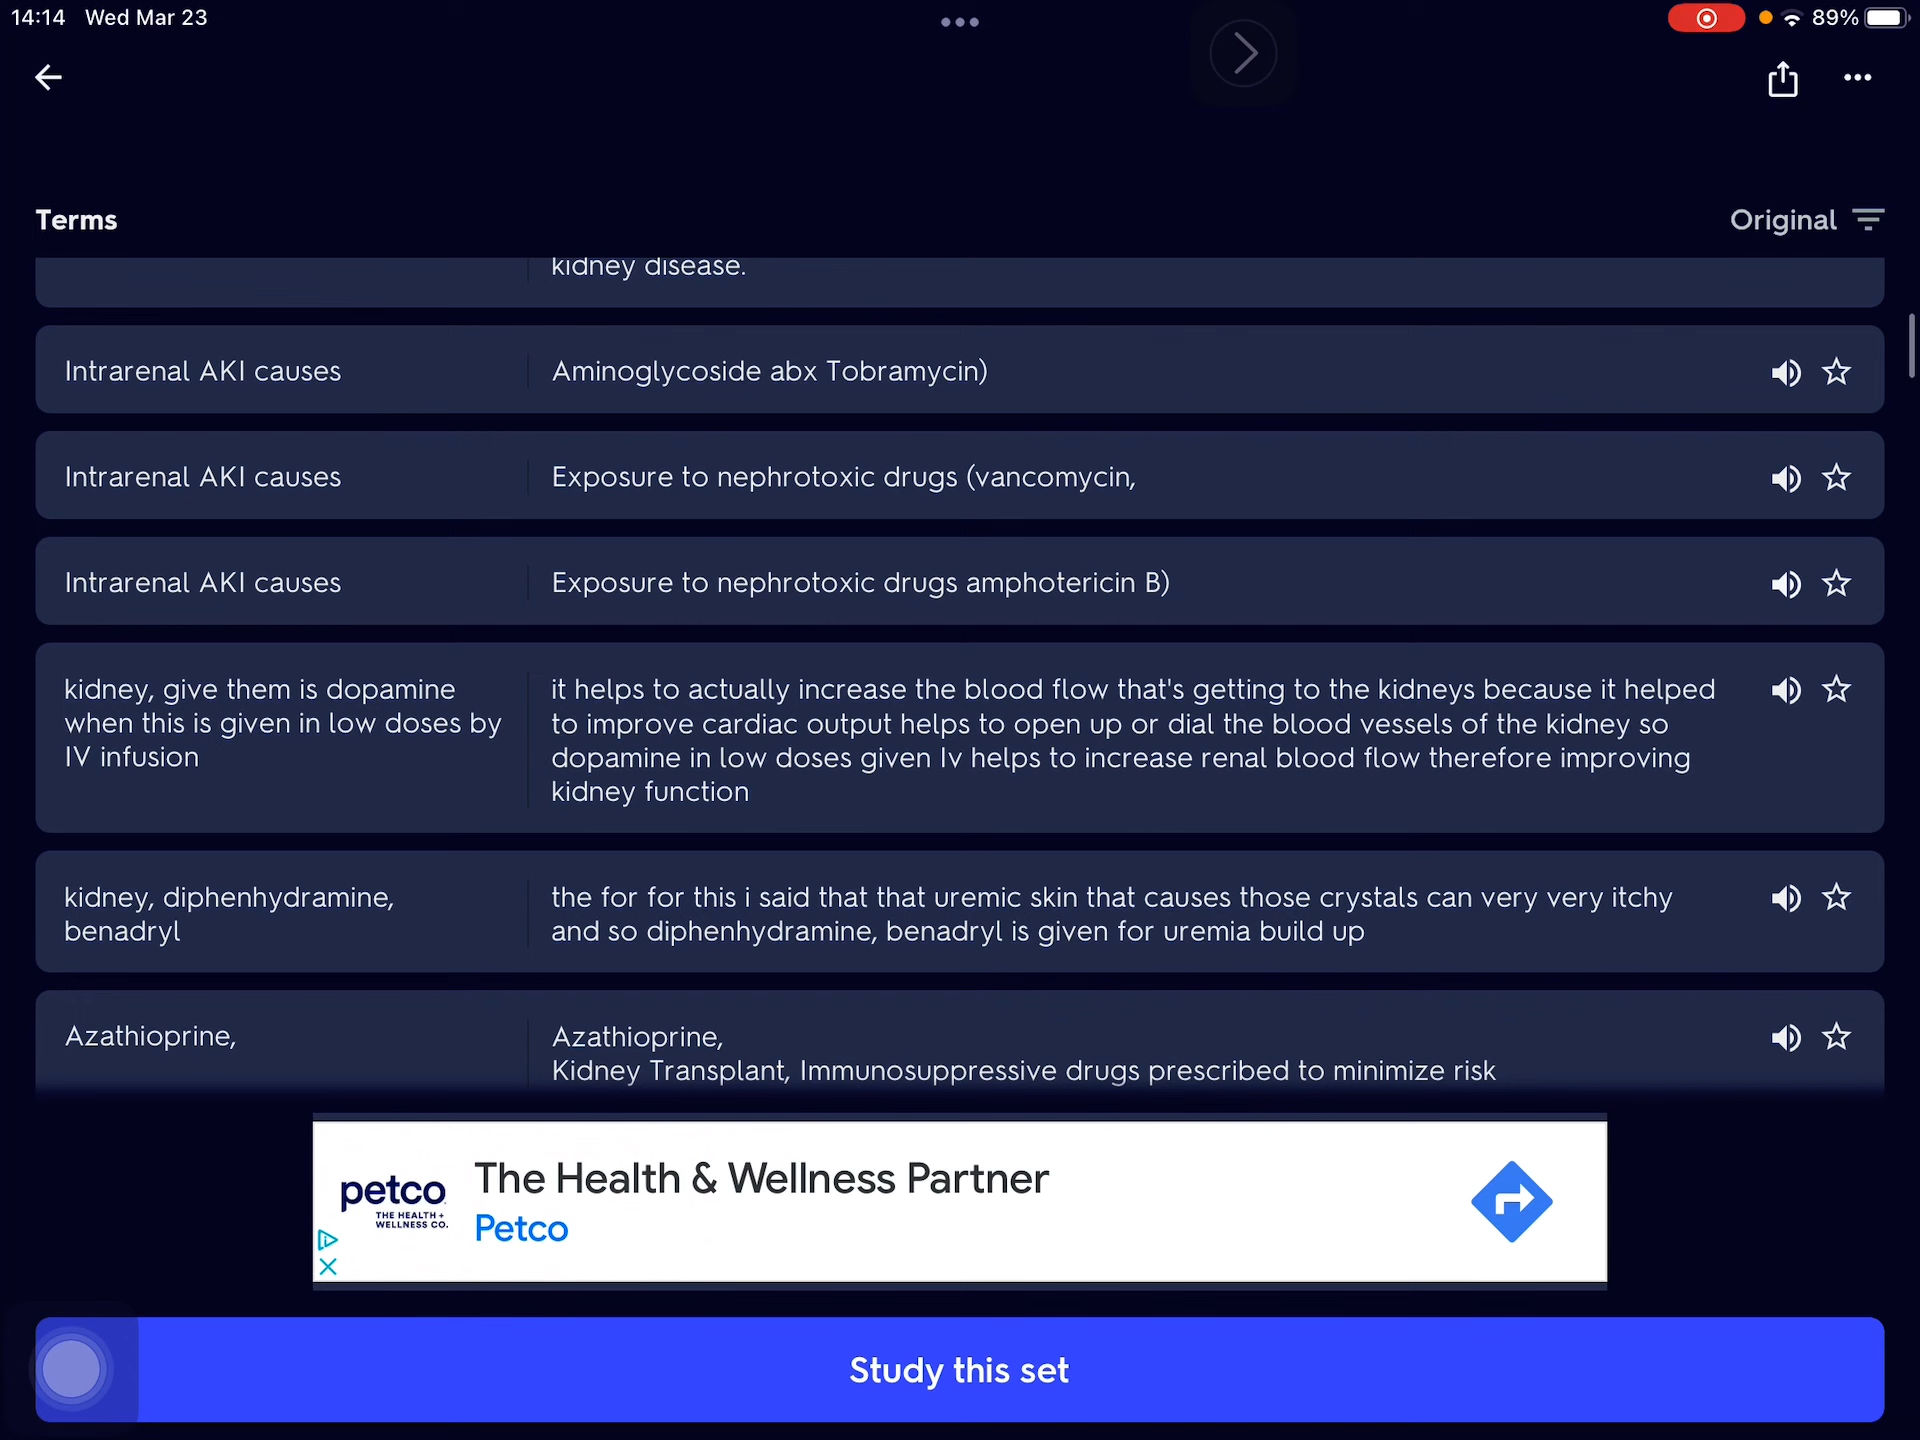 14:14 Wed Mar 23
89%
Terms
Original
kidney disease.
Intrarenal AKI causes
Aminoglycoside abx Tobramycin)
Intrarenal AKI causes
Exposure to nephrotoxic drugs (vancomycin,
Intrarenal AKI causes
Exposure to nephrotoxic drugs amphotericin B)
kidney, give them is dopamine
when this is given in low doses by
IV infusion
it helps to actually increase the blood flow that's getting to the kidneys because it helped
to improve cardiac output helps to open up or dial the blood vessels of the kidney so
dopamine in low doses given Iv helps to increase renal blood flow therefore improving
kidney function
kidney, diphenhydramine,
benadryl
the for for this i said that that uremic skin that causes those crystals can very very itchy
and so diphenhydramine, benadryl is given for uremia build up
Azathioprine,
Azathioprine,
Kidney Transplant, Immunosuppressive drugs prescribed to minimize risk
petco
THE HEALTH +
WELLNESS CO.
The Health & Wellness Partner
Petco
Study this set